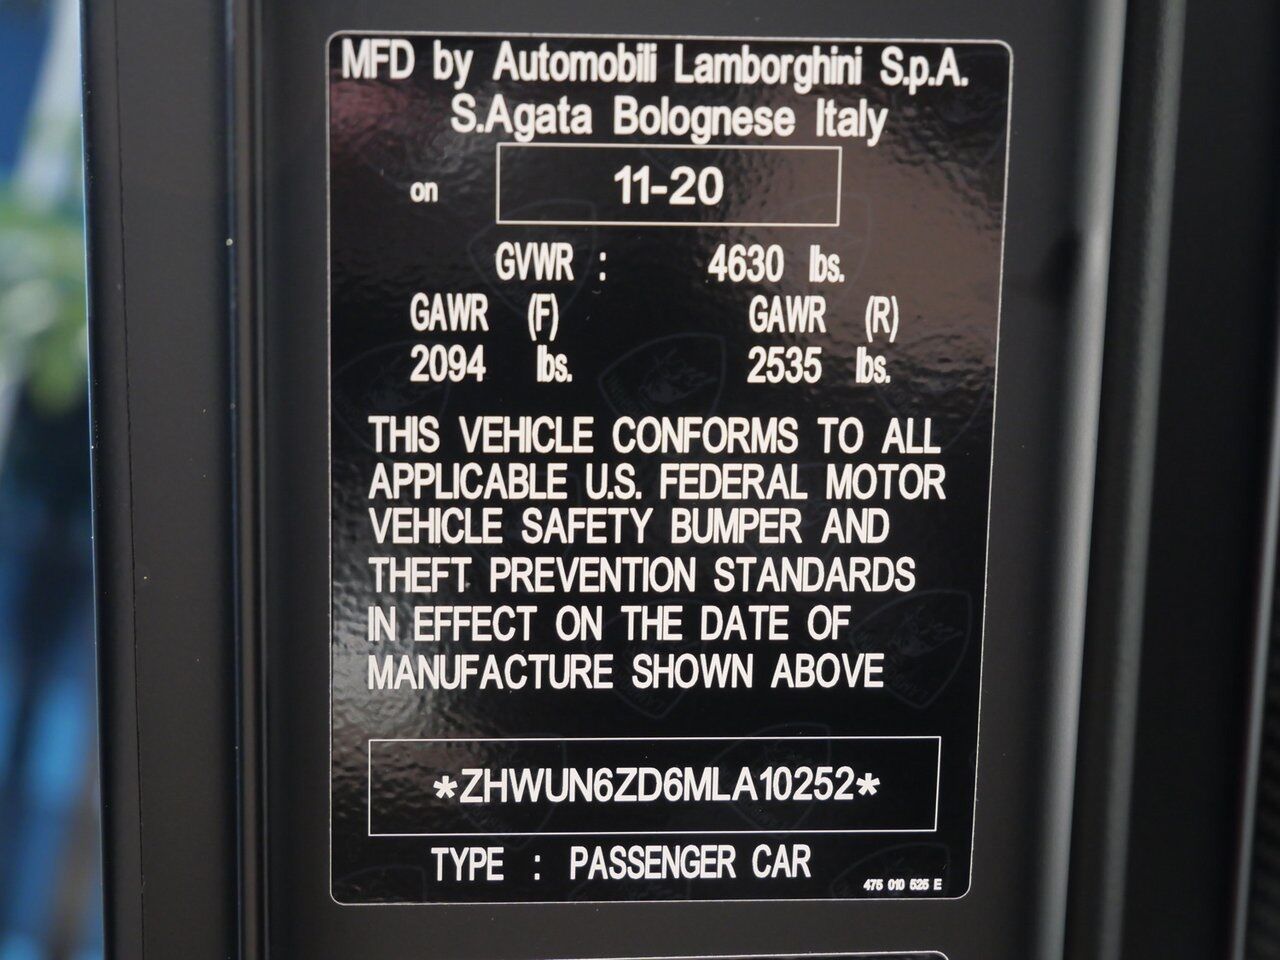 MFD by Automobili Lamborghini S.p.A.
S.Agata Bolognese Italy
on 11-20
GVWR : 4630 lbs.
GAWR (F) GAWR (R)
2094 lbs. 2535 lbs.
THIS VEHICLE CONFORMS TO ALL
APPLICABLE U.S. FEDERAL MOTOR
VEHICLE SAFETY BUMPER AND
THEFT PREVENTION STANDARDS
IN EFFECT ON THE DATE OF
MANUFACTURE SHOWN ABOVE
*ZHWUN6ZD6MLA10252*
TYPE : PASSENGER CAR
475 010 525 E